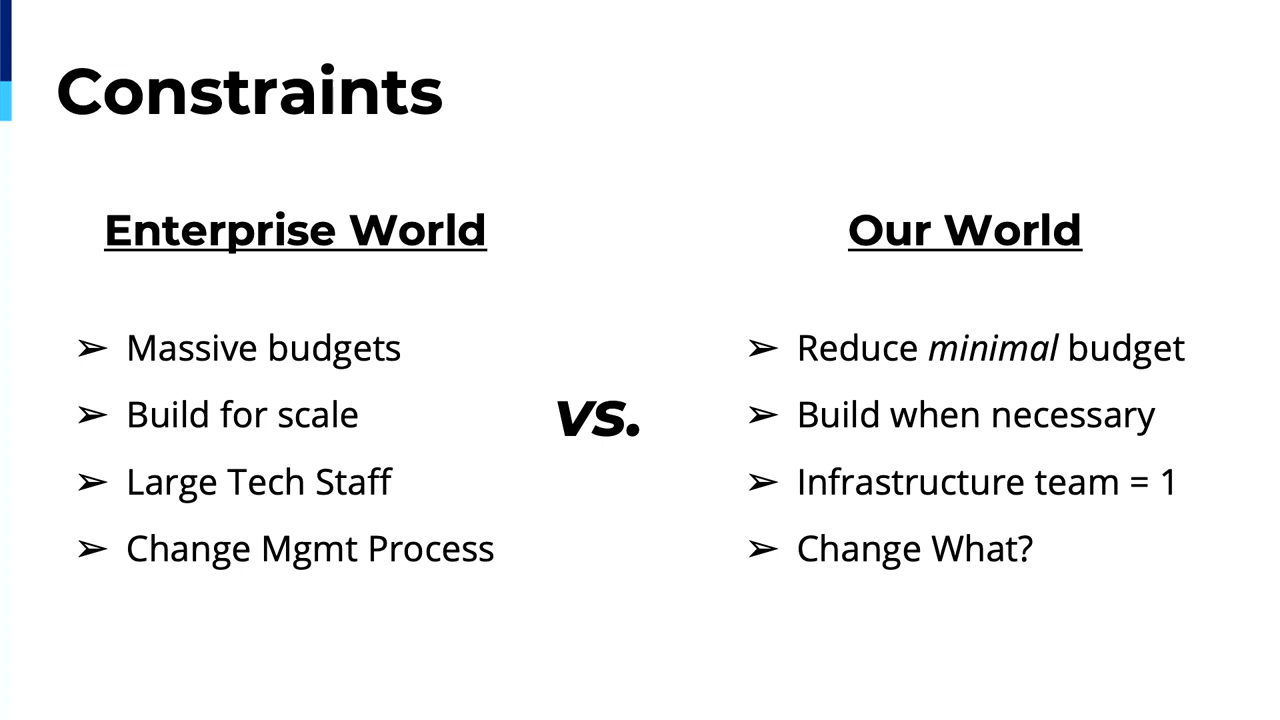 Constraints
Enterprise World
➢ Massive budgets
➢ Build for scale
➢ Large Tech Staff
➢ Change Mgmt Process
vs.
Our World
➢ Reduce minimal budget
➢ Build when necessary
➢ Infrastructure team = 1
➢ Change What?